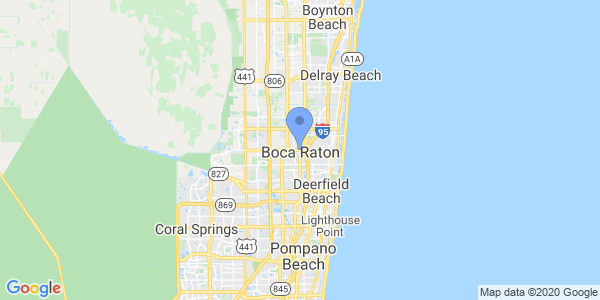 Boynton
Beach
A1A
441
806
Delray Beach
95
Boca Raton
827
Deerfield
Beach
869
Lighthouse
Point
Coral Springs
441
Pompano
Beach
845
Google
Map data ©2020 Google